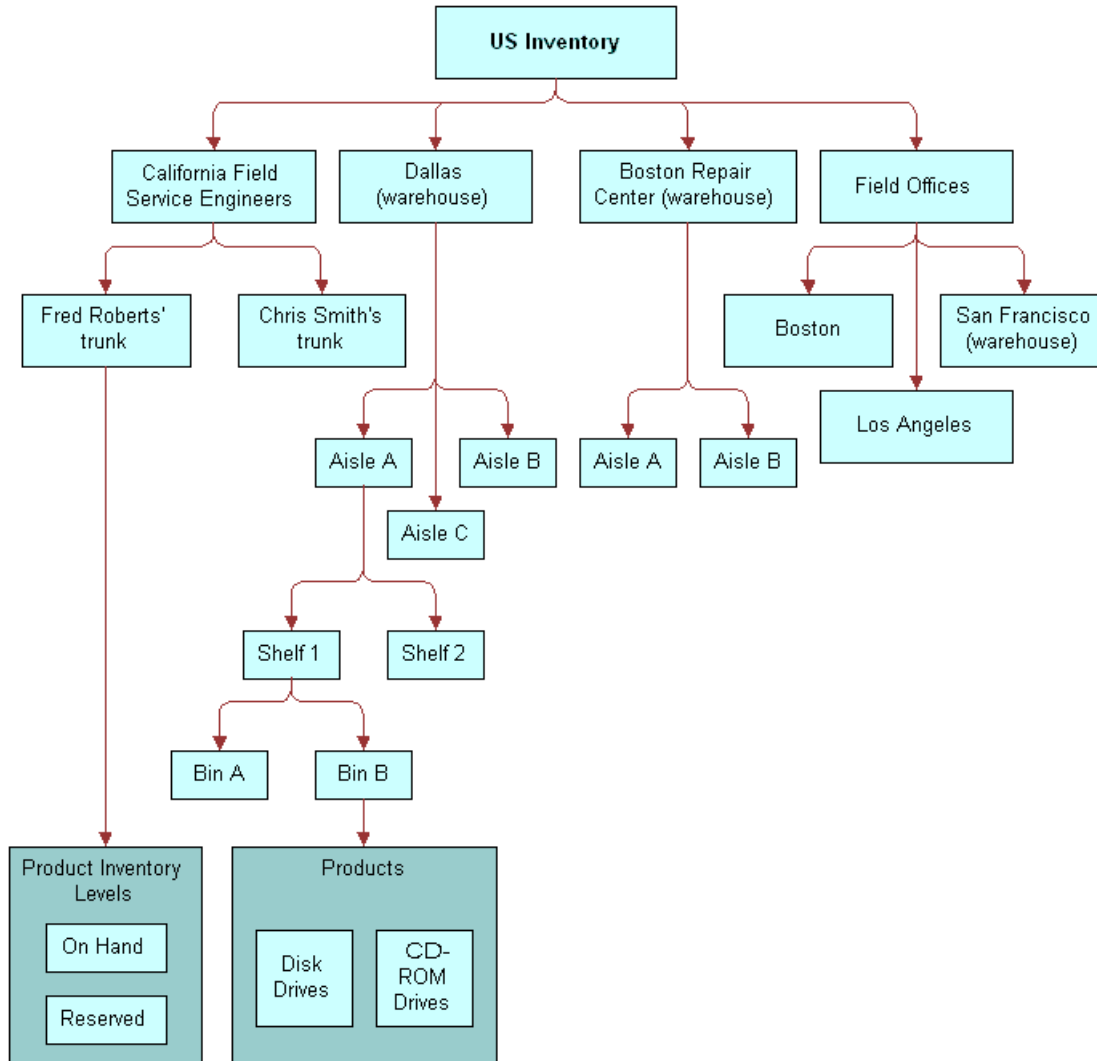 US Inventory
California Field
Service Engineers
Dallas
(warehouse)
Boston Repair
Center (warehouse)
Field Offices
Fred Roberts'
trunk
Chris Smith's
trunk
Boston
San Francisco
(warehouse)
Los Angeles
Aisle A
Aisle B
Aisle A
Aisle B
Aisle C
Shelf 1
Shelf 2
Bin A
Bin B
Product Inventory
Levels
On Hand
Reserved
Products
Disk
Drives
CD-
ROM
Drives